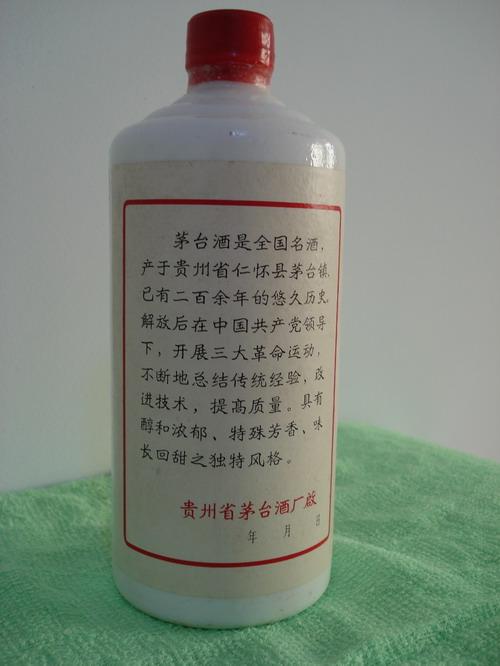 茅台酒是全国名酒，
产于贵州省仁怀县茅台镇，
已有二百余年的悠久历史。
解放后在中国共产党领导
下，开展三大革命运动，
不断地总结传统经验，改
进技术，提高质量。具有
醇和浓郁、特殊芳香、味
长回甜之独特风格。
贵州省茅台酒厂啟
年 月 日